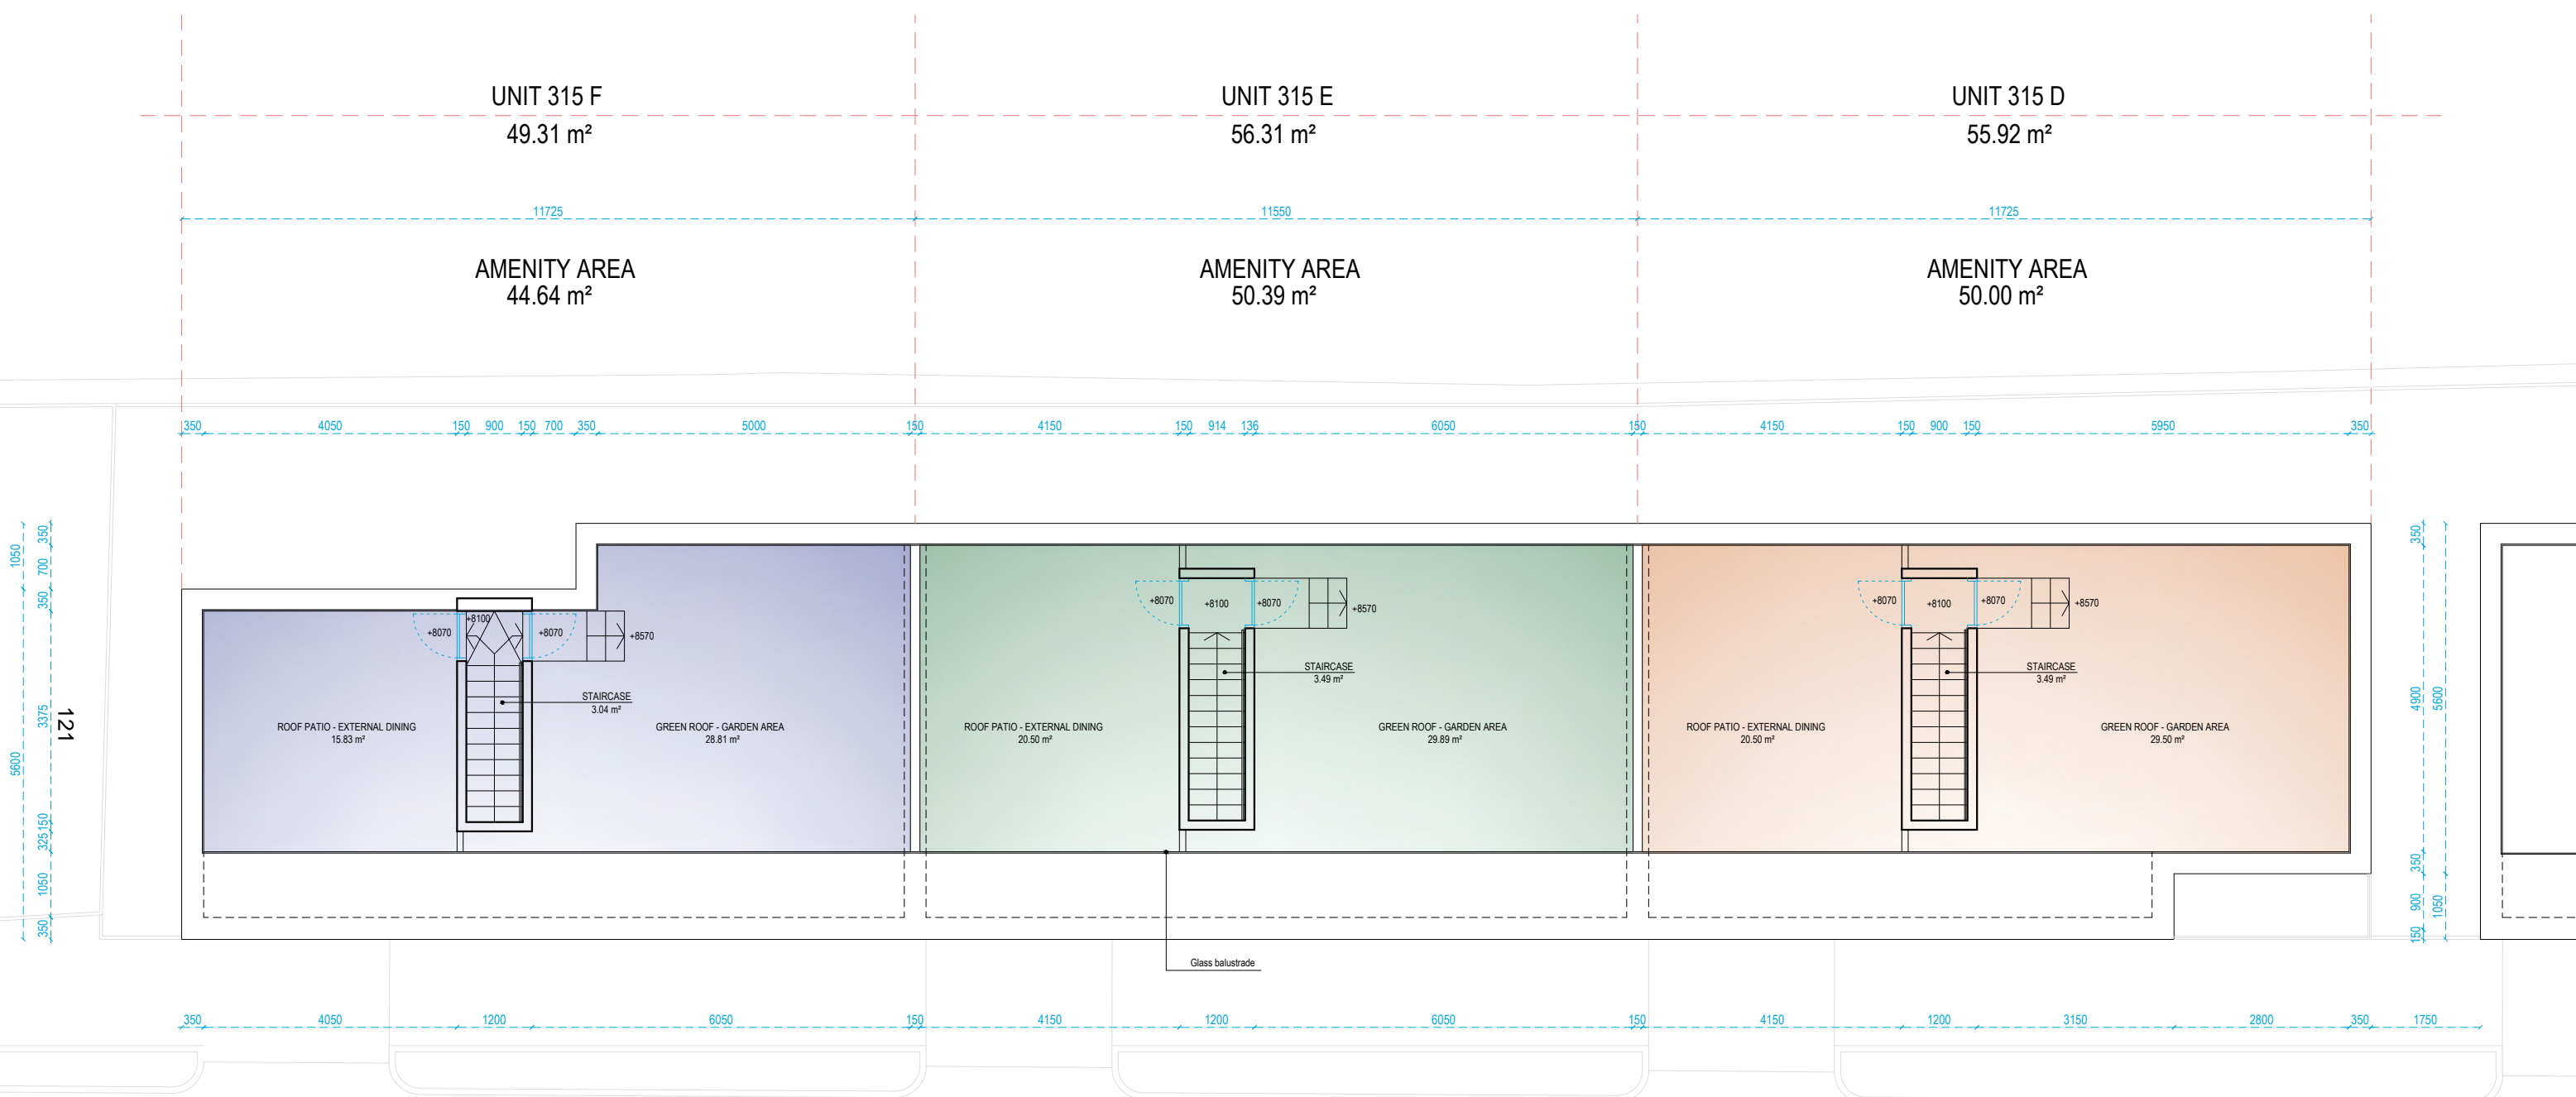 UNIT 315 F
49.31 m²
UNIT 315 E
56.31 m²
UNIT 315 D
55.92 m²
11725
11550
11725
AMENITY AREA
44.64 m²
AMENITY AREA
50.39 m²
AMENITY AREA
50.00 m²
350 4050 150 900 150 700 350 5000 150 4150 150 914 136 6050 150 4150 150 900 150 5950 350
1050
5600
350
700
350
3375
150
325
1050
350
121
+8070
+8100
+8070
+8570
STAIRCASE
3.04 m²
ROOF PATIO - EXTERNAL DINING
15.83 m²
GREEN ROOF - GARDEN AREA
28.81 m²
+8070
+8100
+8070
+8570
STAIRCASE
3.49 m²
ROOF PATIO - EXTERNAL DINING
20.50 m²
GREEN ROOF - GARDEN AREA
29.89 m²
+8070
+8100
+8070
+8570
STAIRCASE
3.49 m²
ROOF PATIO - EXTERNAL DINING
20.50 m²
GREEN ROOF - GARDEN AREA
29.50 m²
350
4900
350
900
150
5600
1050
Glass balustrade
350 4050 1200 6050 150 4150 1200 6050 150 4150 1200 3150 2800 350 1750